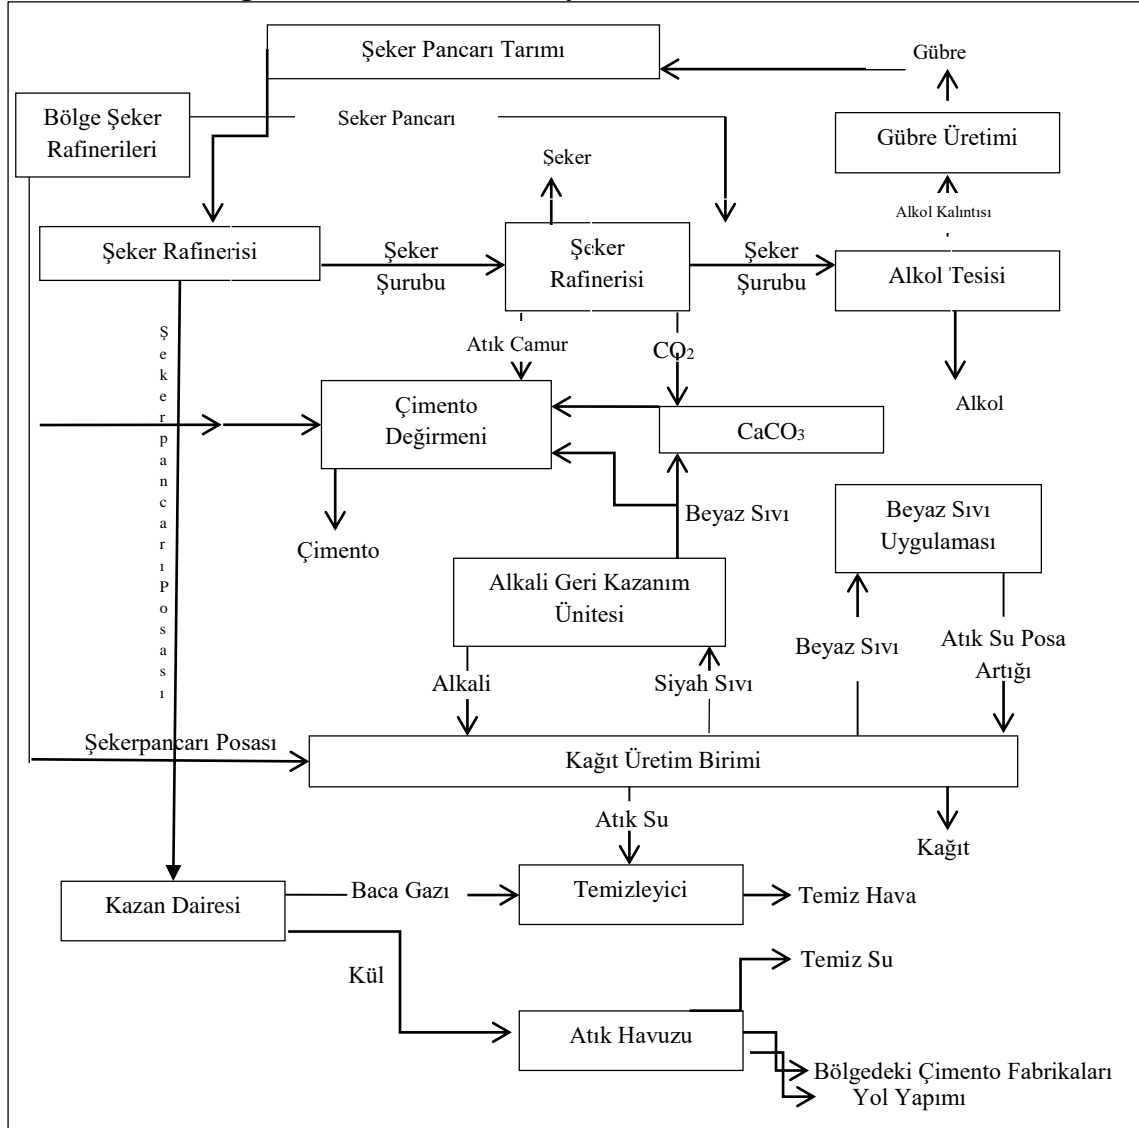 Şeker Pancarı Tarımı
Gübre
Bölge Şeker
Rafinerileri
Seker Pancarı
Gübre Üretimi
Şeker
Alkol Kalıntısı
Şeker Rafinerisi
Şeker
Şurubu
Şeker
Rafinerisi
Şeker
Şurubu
Alkol Tesisi
Şekerpancarı Posası
Atık Camur
CO2
Alkol
Çimento
Değirmeni
CaCO3
Beyaz Sıvı
Beyaz Sıvı
Uygulaması
Çimento
Alkali Geri Kazanım
Ünitesi
Beyaz Sıvı
Atık Su Posa
Artığı
Alkali
Siyah Sıvı
Şekerpancarı Posası
Kağıt Üretim Birimi
Atık Su
Kağıt
Kazan Dairesi
Baca Gazı
Temizleyici
Temiz Hava
Kül
Temiz Su
Atık Havuzu
Bölgedeki Çimento Fabrikaları
Yol Yapımı